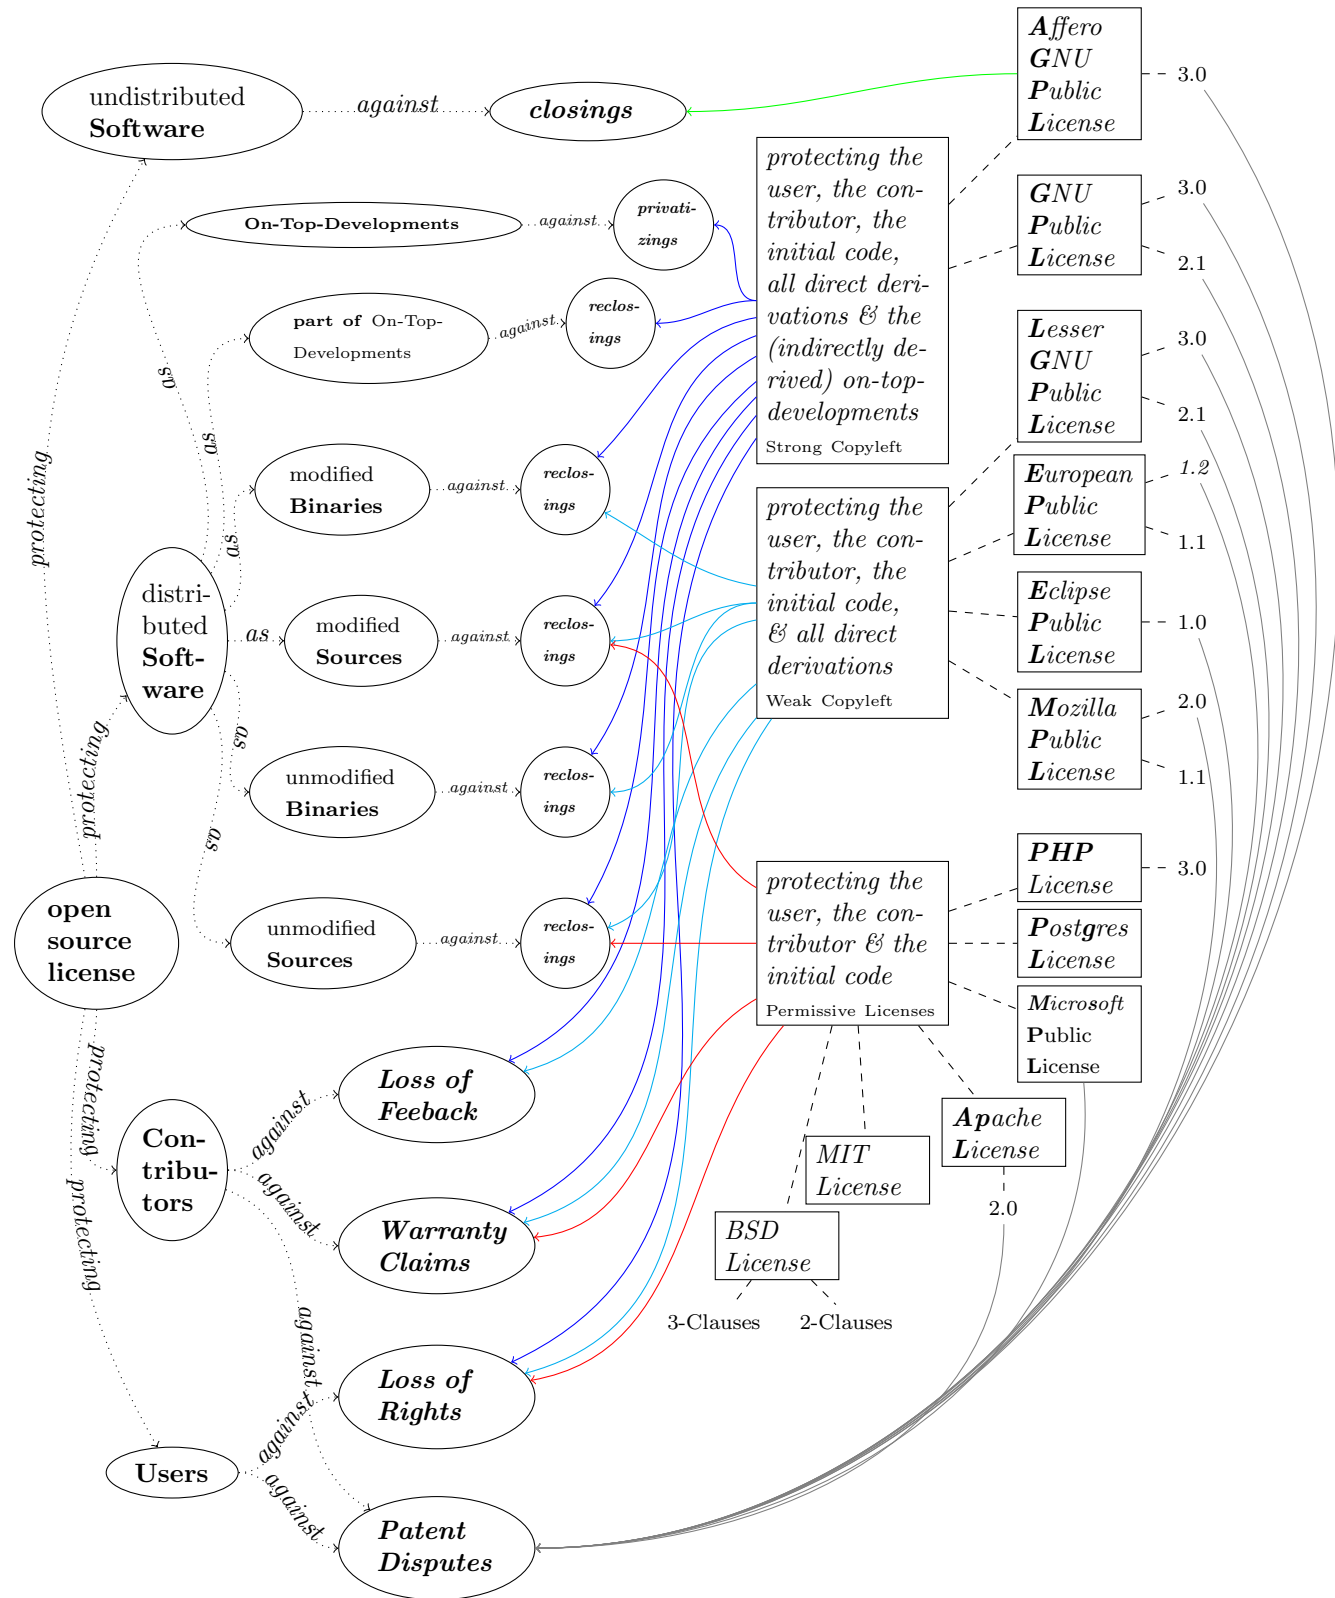 undistributed
Software
against
closings
On-Top-Developments
against
privati-
zings
part of On-Top-
Developments
against
reclos-
ings
as
as
as
as
as
as
modified
Binaries
against
reclos-
ings
modified
Sources
against
reclos-
ings
unmodified
Binaries
against
reclos-
ings
unmodified
Sources
against
reclos-
ings
distri-
buted
Soft-
ware
protecting
protecting
open
source
license
protecting
protecting
Con-
tribu-
tors
against
against
against
Loss of
Feeback
Warranty
Claims
Users
against
against
Loss of
Rights
Patent
Disputes
protecting the
user, the con-
tributor, the
initial code,
all direct deri-
vations & the
(indirectly de-
rived) on-top-
developments
Strong Copyleft
protecting the
user, the con-
tributor, the
initial code,
& all direct
derivations
Weak Copyleft
protecting the
user, the con-
tributor & the
initial code
Permissive Licenses
Affero
GNU
Public
License
3.0
GNU
Public
License
3.0
2.1
Lesser
GNU
Public
License
3.0
2.1
European
Public
License
1.2
1.1
Eclipse
Public
License
1.0
Mozilla
Public
License
2.0
1.1
PHP
License
3.0
Postgres
License
Microsoft
Public
License
Apache
License
2.0
MIT
License
BSD
License
3-Clauses
2-Clauses